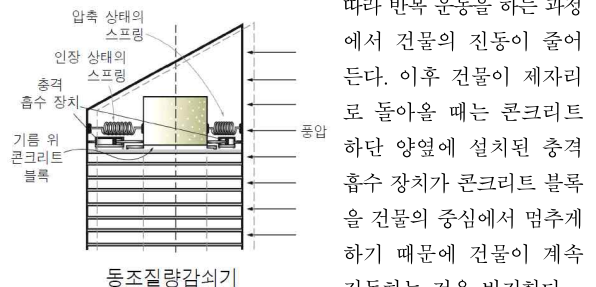 압축 상태의
스프링
인장 상태의
스프링
충격
흡수 장치
기름 위
콘크리트
블록
풍압
동조질량감쇠기
따라 반복 운동을 하는 과정
에서 건물의 진동이 줄어
든다. 이후 건물이 제자리
로 돌아올 때는 콘크리트
하단 양옆에 설치된 충격
흡수 장치가 콘크리트 블록
을 건물의 중심에서 멈추게
하기 때문에 건물이 계속